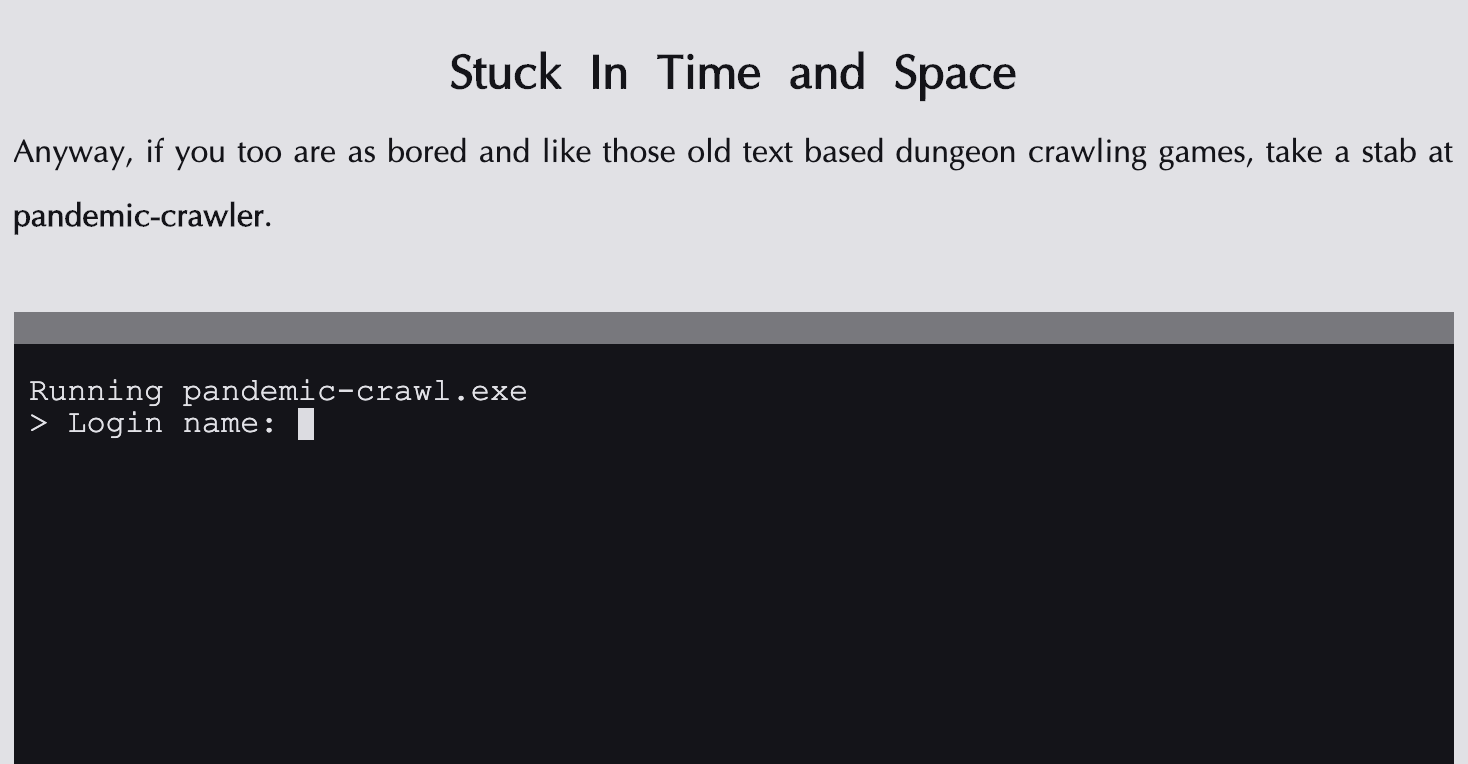 Stuck In Time and Space
Anyway, if you too are as bored and like those old text based dungeon crawling games, take a stab at
pandemic-crawler.
Running pandemic-crawl.exe
> Login name: